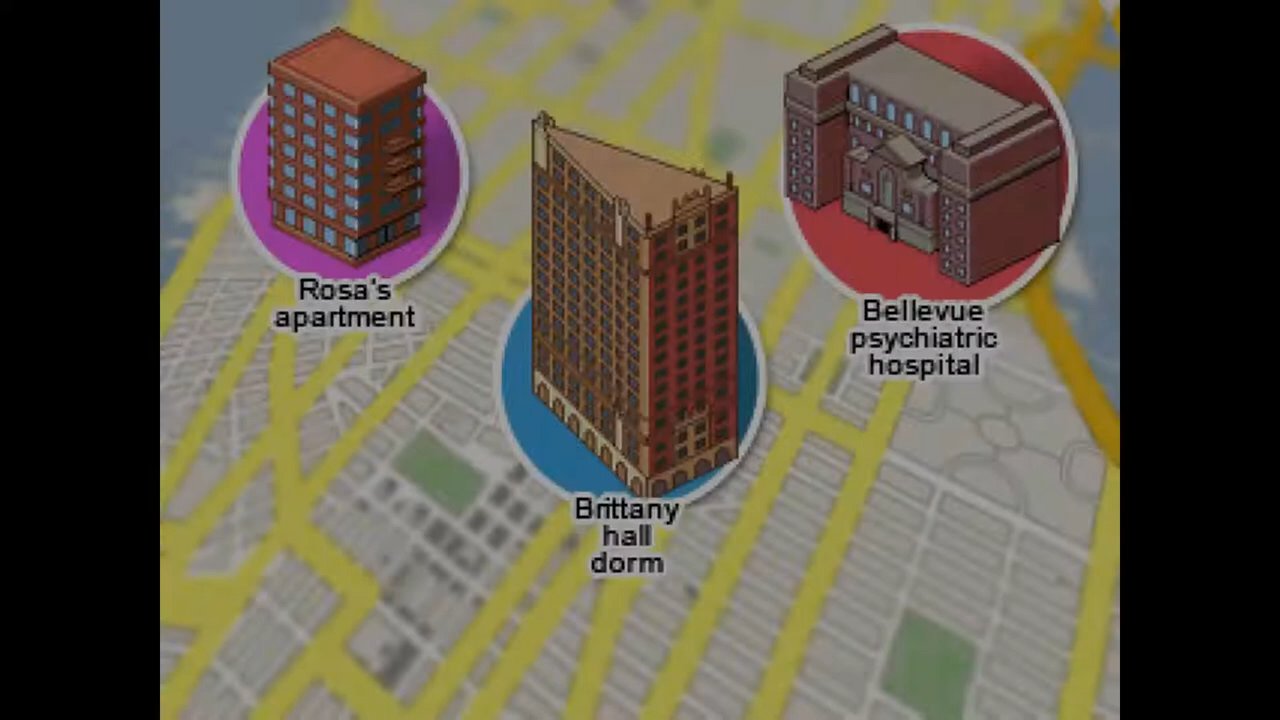 Rosa's
apartment
Bellevue
psychiatric
hospital
Brittany
hall
dorm